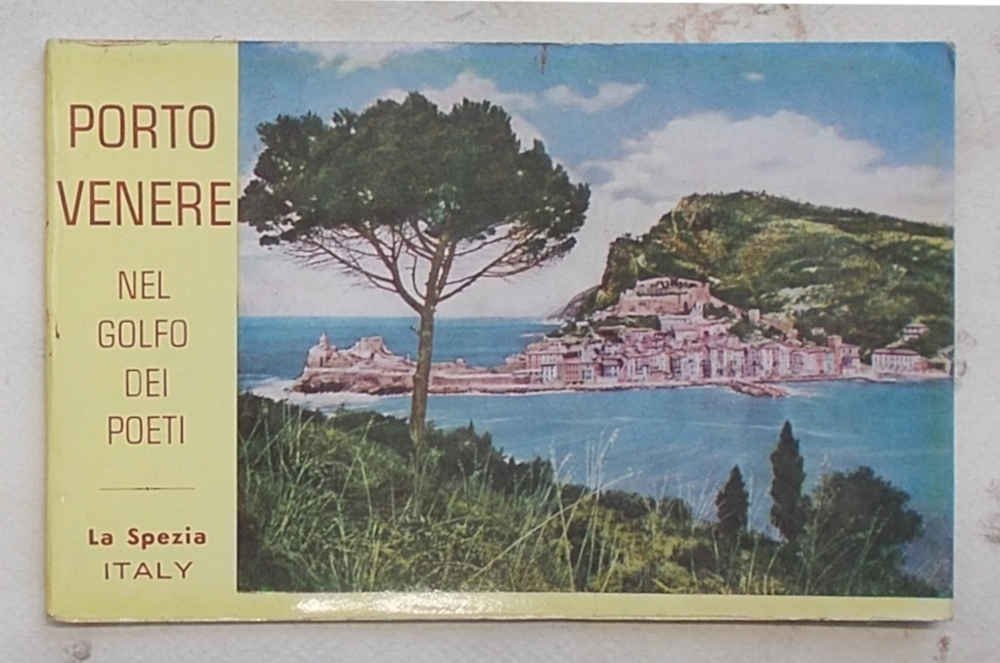 PORTO
VENERE
NEL
GOLFO
DEI
POETI
La Spezia
ITALY